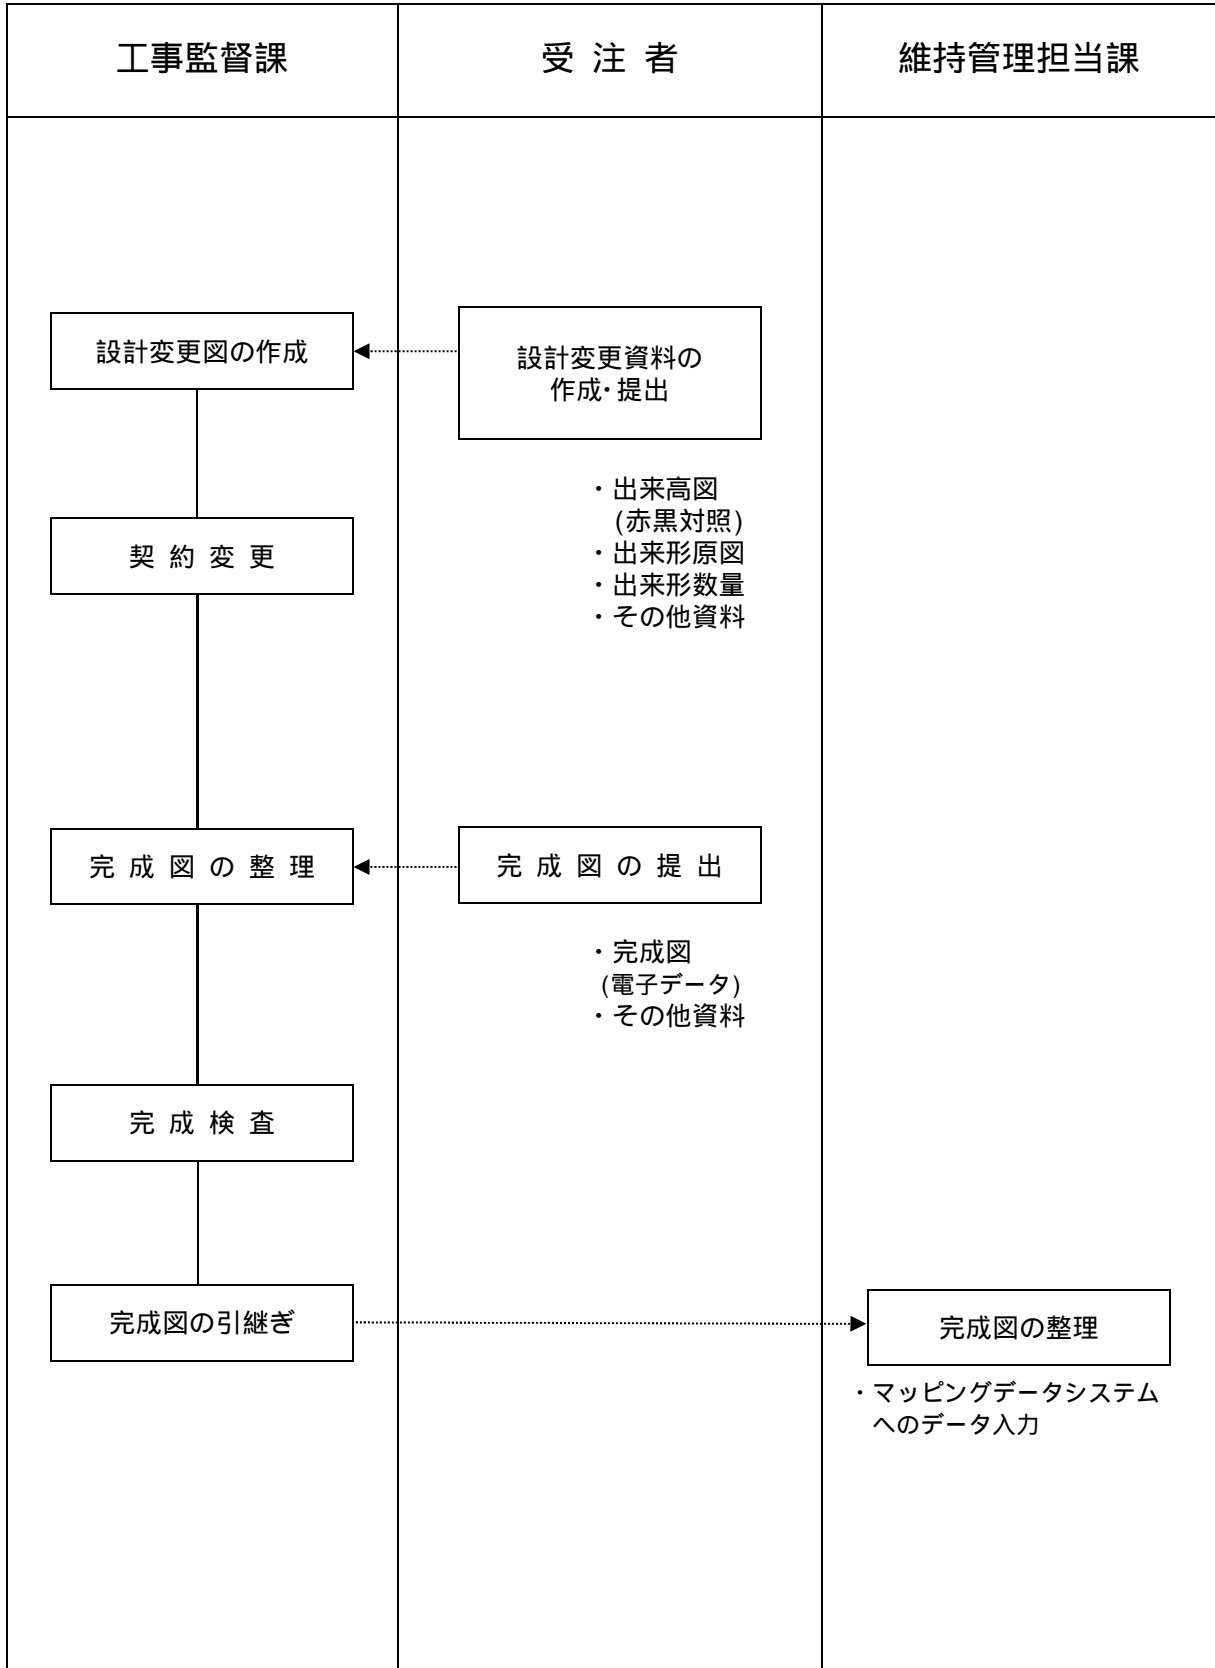 工事監督課
受 注 者
維持管理担当課
設計変更図の作成
設計変更資料の
作成・提出
・出来高図
(赤黒対照)
・出来形原図
・出来形数量
・その他資料
契 約 変 更
完 成 図 の 整 理
完 成 図 の 提 出
・完成図
(電子データ)
・その他資料
完 成 検 査
完成図の引継ぎ
完成図の整理
・マッピングデータシステム
へのデータ入力